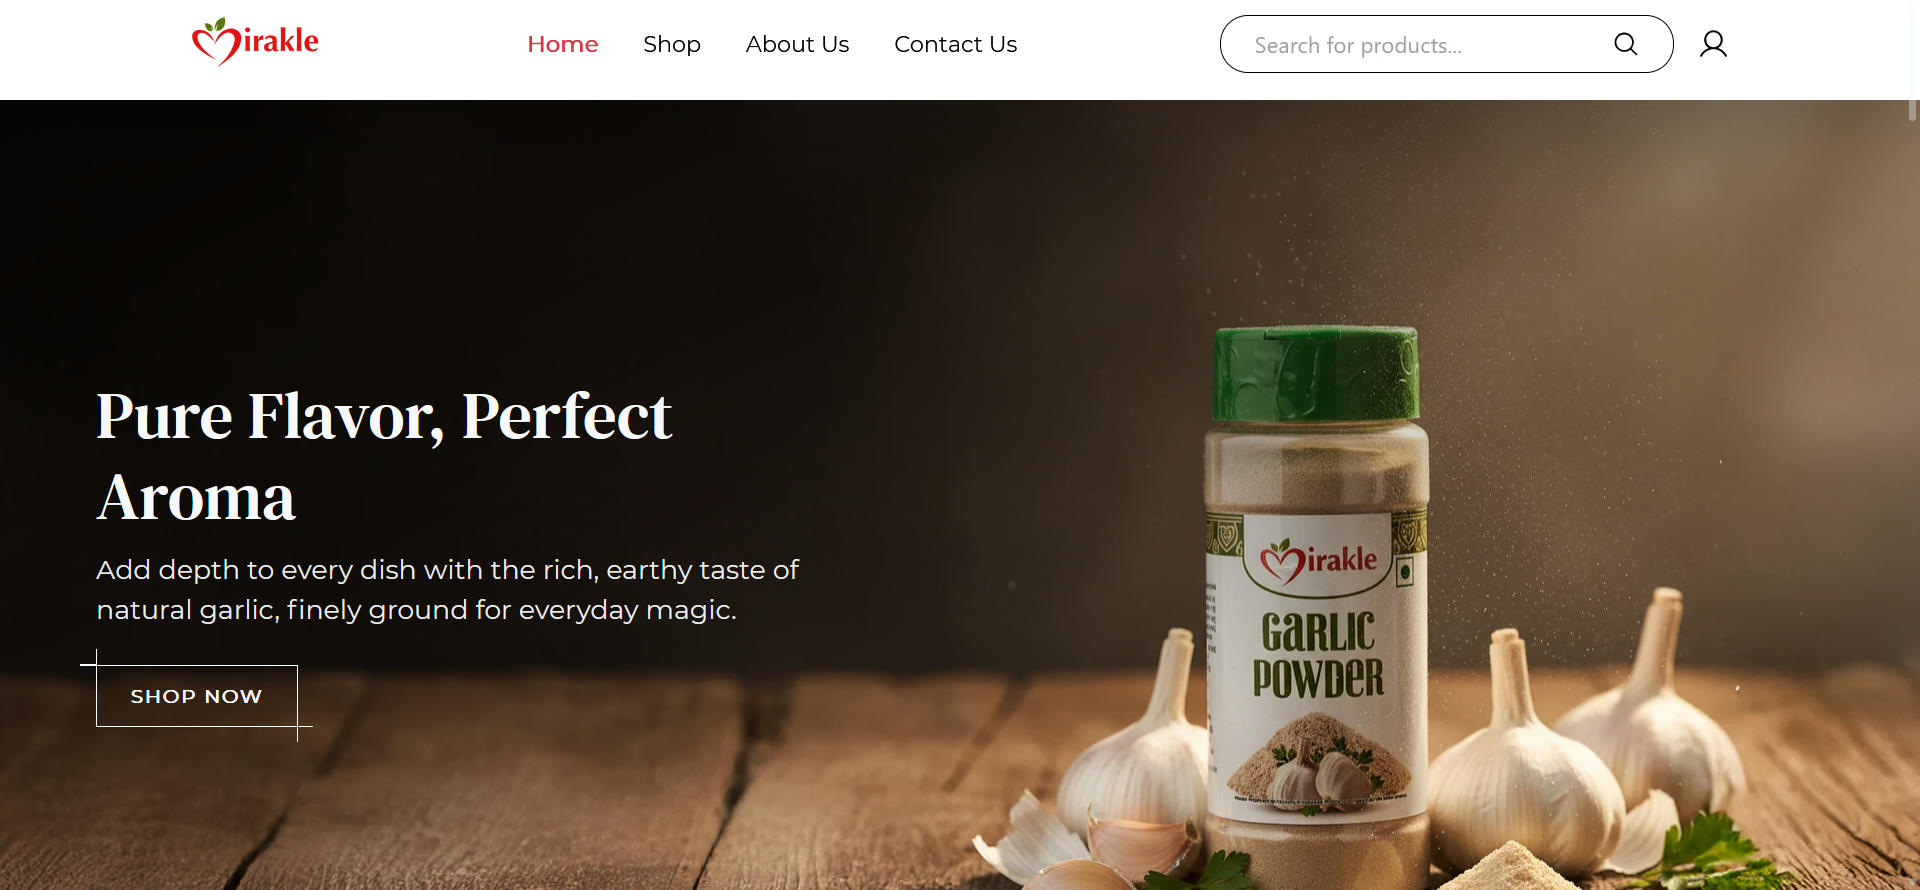 Mirakle
Home
Shop
About Us
Contact Us
Search for products...
Pure Flavor, Perfect
Aroma
Add depth to every dish with the rich, earthy taste of
natural garlic, finely ground for everyday magic.
SHOP NOW
Mirakle
GARLIC
POWDER